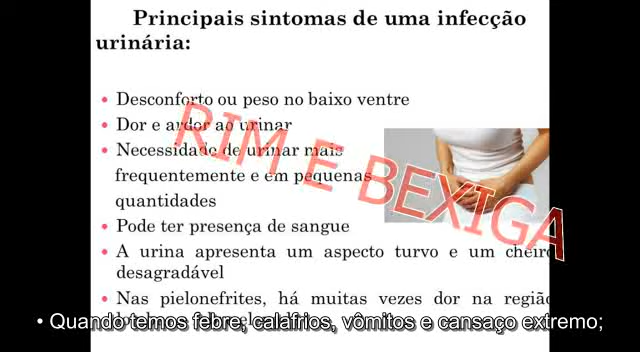 Principais sintomas de uma infecção
urinária:
• Desconforto ou peso no baixo ventre
• Dor e ardor ao urinar
• Necessidade de urinar mais
frequentemente e em pequenas
quantidades
• Pode ter presença de sangue
• A urina apresenta um aspecto turvo e um cheiro
desagradável
• Nas pielonefrites, há muitas vezes dor na região
RIM E BEXIGA
• Quando temos febre, calafrios, vômitos e cansaço extremo;